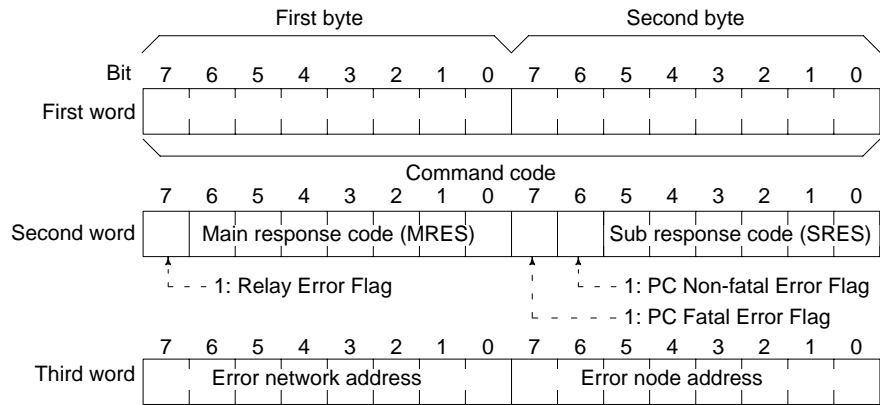 First byte Second byte
Bit 7 6 5 4 3 2 1 0 7 6 5 4 3 2 1 0
First word
Command code
7 6 5 4 3 2 1 0 7 6 5 4 3 2 1 0
Second word Main response code (MRES) Sub response code (SRES)
1: Relay Error Flag 1: PC Non-fatal Error Flag
1: PC Fatal Error Flag
7 6 5 4 3 2 1 0 7 6 5 4 3 2 1 0
Third word Error network address Error node address